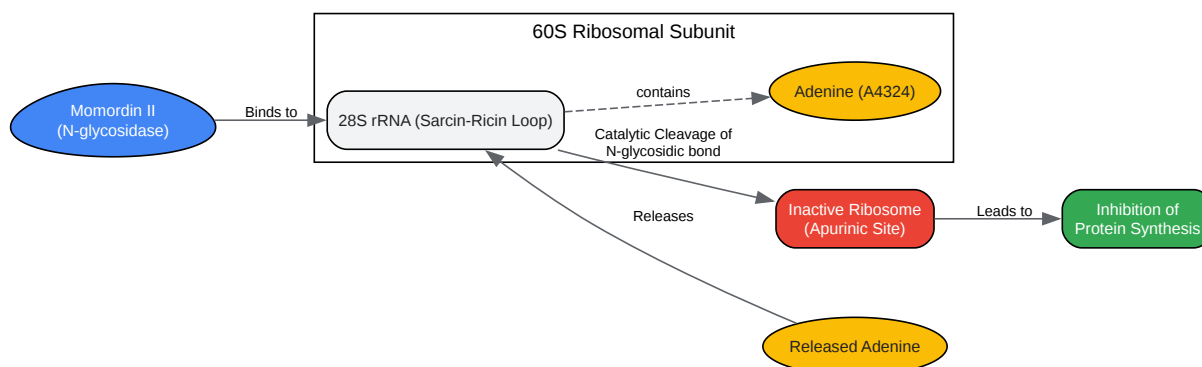 60S Ribosomal Subunit
Momordin II
(N-glycosidase)
Binds to
28S rRNA (Sarcin-Ricin Loop)
contains
Adenine (A4324)
Catalytic Cleavage of
N-glycosidic bond
Releases
Inactive Ribosome
(Apurinic Site)
Leads to
Inhibition of
Protein Synthesis
Released Adenine